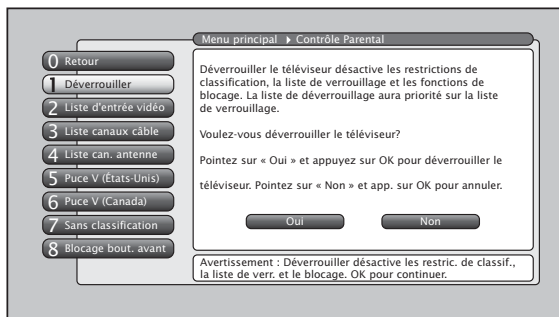 Menu principal ▶ Contrôle Parental
0 Retour
1 Déverrouiller
2 Liste d'entrée vidéo
3 Liste canaux câble
4 Liste can. antenne
5 Puce V (États-Unis)
6 Puce V (Canada)
7 Sans classification
8 Blocage bout. avant
Déverrouiller le téléviseur désactive les restrictions de
classification, la liste de verrouillage et les fonctions de
blocage. La liste de déverrouillage aura priorité sur la liste
de verrouillage.
Voulez-vous déverrouiller le téléviseur?
Pointez sur « Oui » et appuyez sur OK pour déverrouiller le
téléviseur. Pointez sur « Non » et app. sur OK pour annuler.
Oui Non
Avertissement : Déverrouiller désactive les restric. de classif.,
la liste de verr. et le blocage. OK pour continuer.